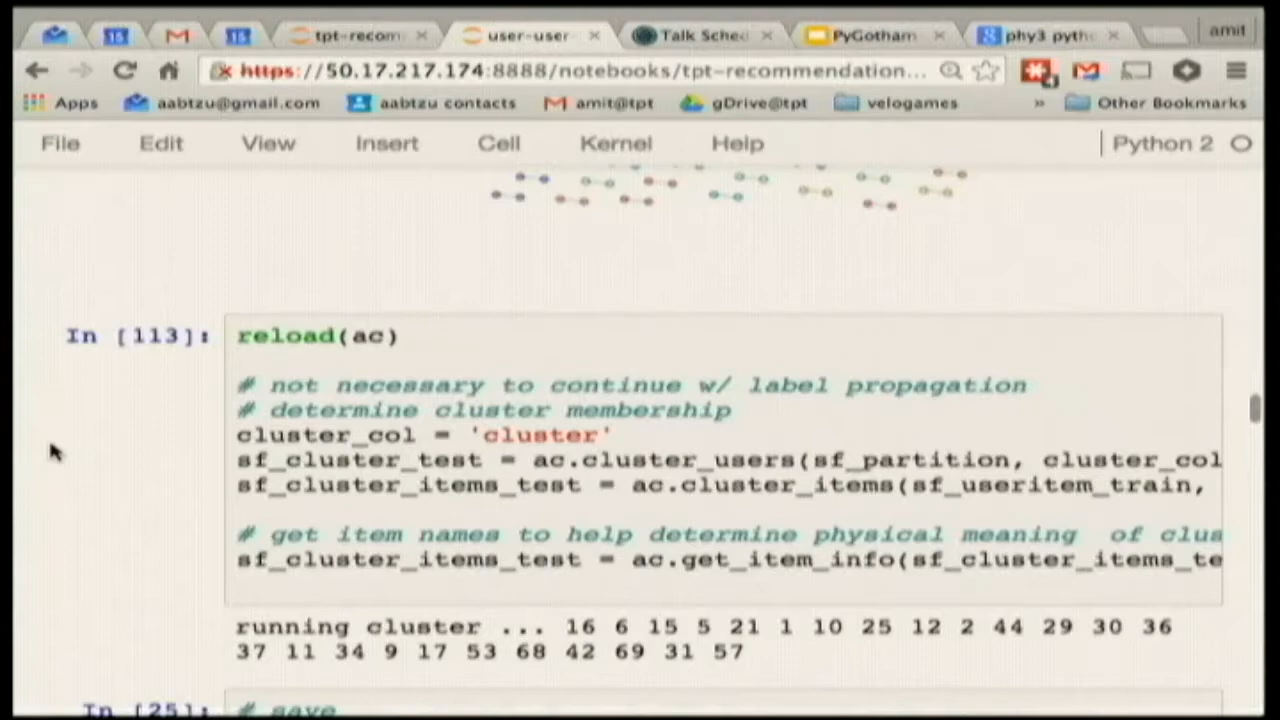 15
15
tpt-recom
user-user-
Talk Sched
PyGotham
phy3 pytho
amit
https://50.17.217.174:8888/notebooks/tpt-recommendation...
Apps
aabtzu@gmail.com
aabtzu contacts
amit@tpt
gDrive@tpt
velogames
»
Other Bookmarks
File
Edit
View
Insert
Cell
Kernel
Help
Python 2
In [113]:
reload(ac)
# not necessary to continue w/ label propagation
# determine cluster membership
cluster_col = 'cluster'
sf_cluster_test = ac.cluster_users(sf_partition, cluster_col
sf_cluster_items_test = ac.cluster_items(sf_useritem_train,
# get item names to help determine physical meaning  of clus
sf_cluster_items_test = ac.get_item_info(sf_cluster_items_te
running cluster ... 16 6 15 5 21 1 10 25 12 2 44 29 30 36
37 11 34 9 17 53 68 42 69 31 57
In [25]:
# save